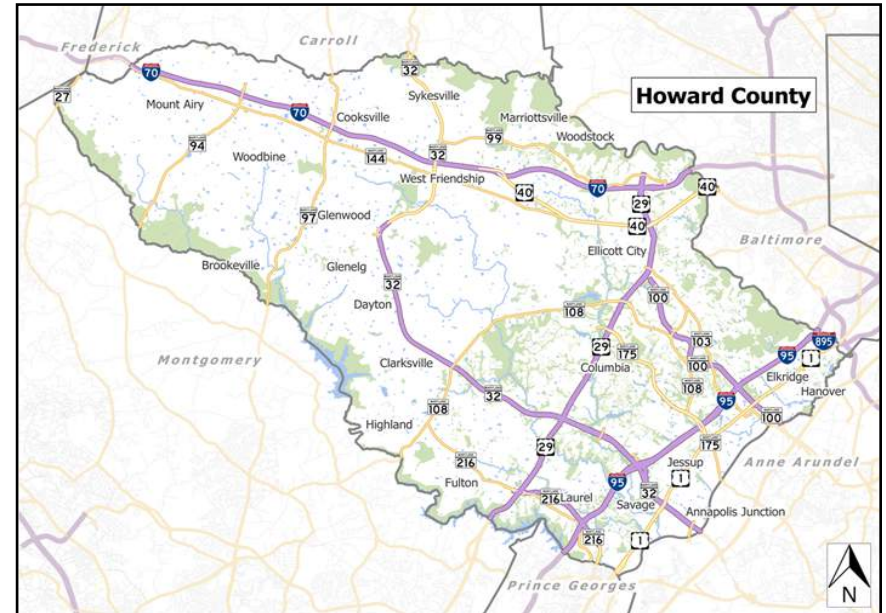 Frederick
Carroll
Howard County
27
MARYLAND
70
32
Mount Airy
70
Sykesville
Cooksville
Marriottsville
94
Woodbine
144
32
99
Woodstock
West Friendship
40
70
29
40
97
Glenwood
40
Ellicott City
Baltimore
Brookeville
Glenelg
32
Dayton
100
108
Montgomery
29
175
103
95
895
1
Clarksville
Columbia
100
Elkridge
108
Hanover
32
95
100
Highland
108
29
175
216
Jessup
Anne Arundel
Fulton
95
1
216
Laurel
32
Savage
Annapolis Junction
216
1
Prince Georges
N